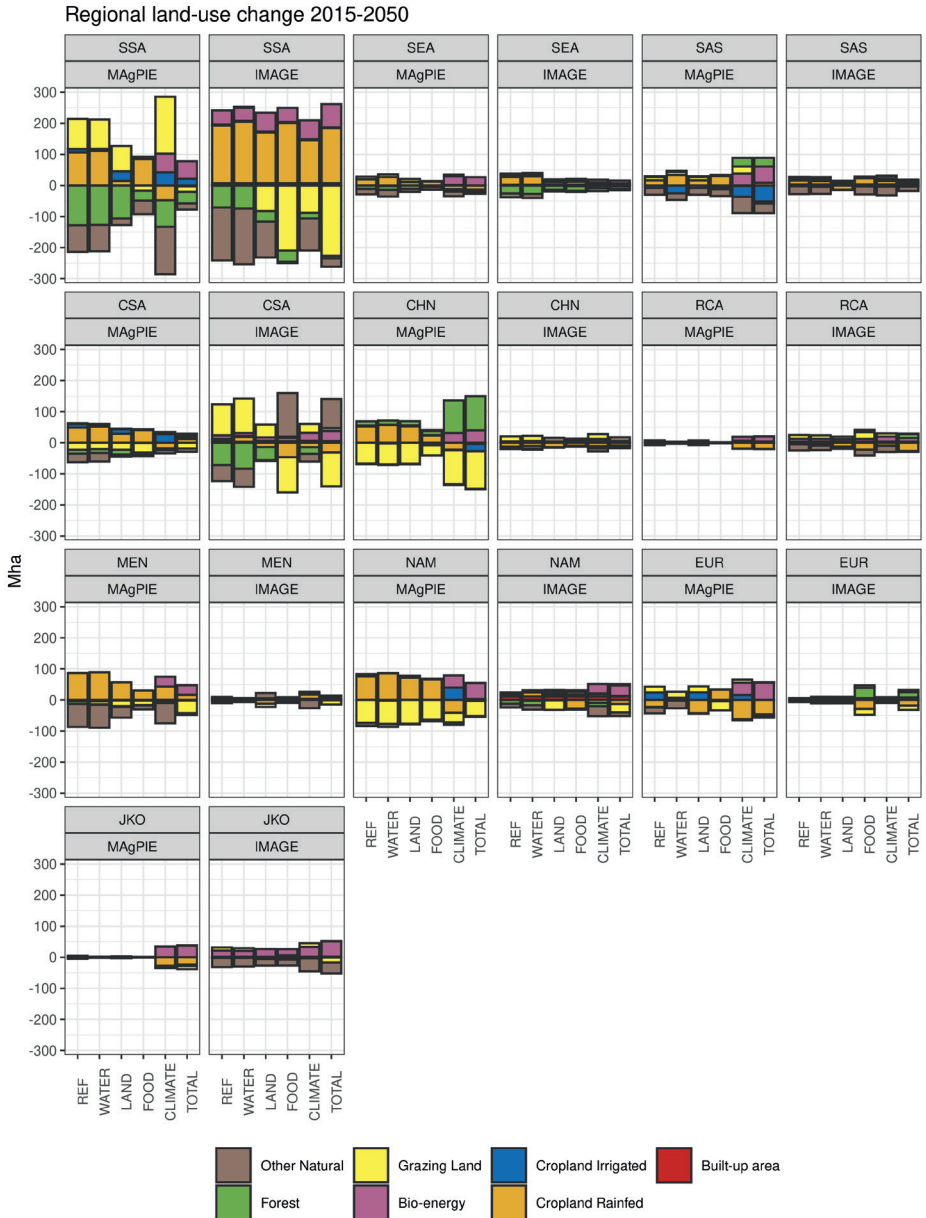 Regional land-use change 2015-2050
SSA SSA SEA SEA SAS SAS
MAgPIE IMAGE MAgPIE IMAGE MAgPIE IMAGE
300
200
100
0
-100
-200
-300
CSA CSA CHN CHN RCA RCA
MAgPIE IMAGE MAgPIE IMAGE MAgPIE IMAGE
300
200
100
0
-100
-200
-300
Mha
MEN MEN NAM NAM EUR EUR
MAgPIE IMAGE MAgPIE IMAGE MAgPIE IMAGE
300
200
100
0
-100
-200
-300
REF WATER LAND FOOD CLIMATE TOTAL REF WATER LAND FOOD CLIMATE TOTAL REF WATER LAND FOOD CLIMATE TOTAL REF WATER LAND FOOD CLIMATE TOTAL
JKO JKO
MAgPIE IMAGE
300
200
100
0
-100
-200
-300
REF WATER LAND FOOD CLIMATE TOTAL REF WATER LAND FOOD CLIMATE TOTAL
Other Natural Grazing Land Cropland Irrigated Built-up area
Forest Bio-energy Cropland Rainfed